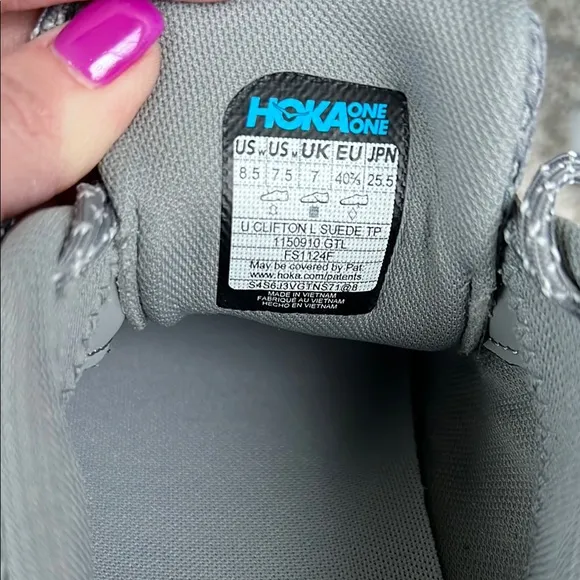 HOKA ONE ONE
US W US M UK EU JPN
8.5 7.5 7 40⅔ 25.5
U CLIFTON L SUEDE TP
1150910 GTL
FS1124F
May be covered by Pat.
www.hoka.com/patents.
S4S6J3VGTNS71@8
MADE IN VIETNAM
FABRIQUÉ AU VIETNAM
HECHO EN VIETNAM